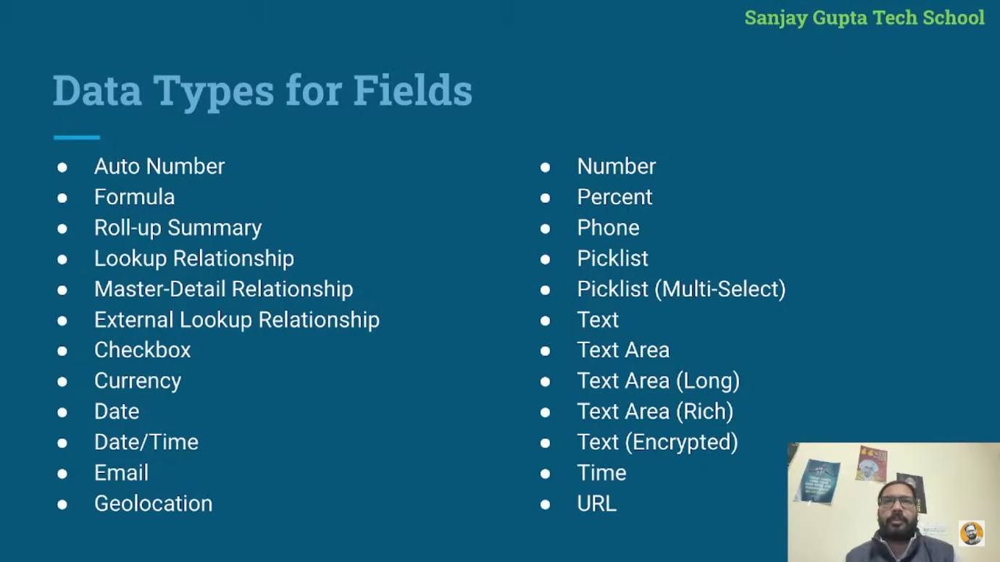 Sanjay Gupta Tech School
Data Types for Fields
● Auto Number
● Formula
● Roll-up Summary
● Lookup Relationship
● Master-Detail Relationship
● External Lookup Relationship
● Checkbox
● Currency
● Date
● Date/Time
● Email
● Geolocation
● Number
● Percent
● Phone
● Picklist
● Picklist (Multi-Select)
● Text
● Text Area
● Text Area (Long)
● Text Area (Rich)
● Text (Encrypted)
● Time
● URL